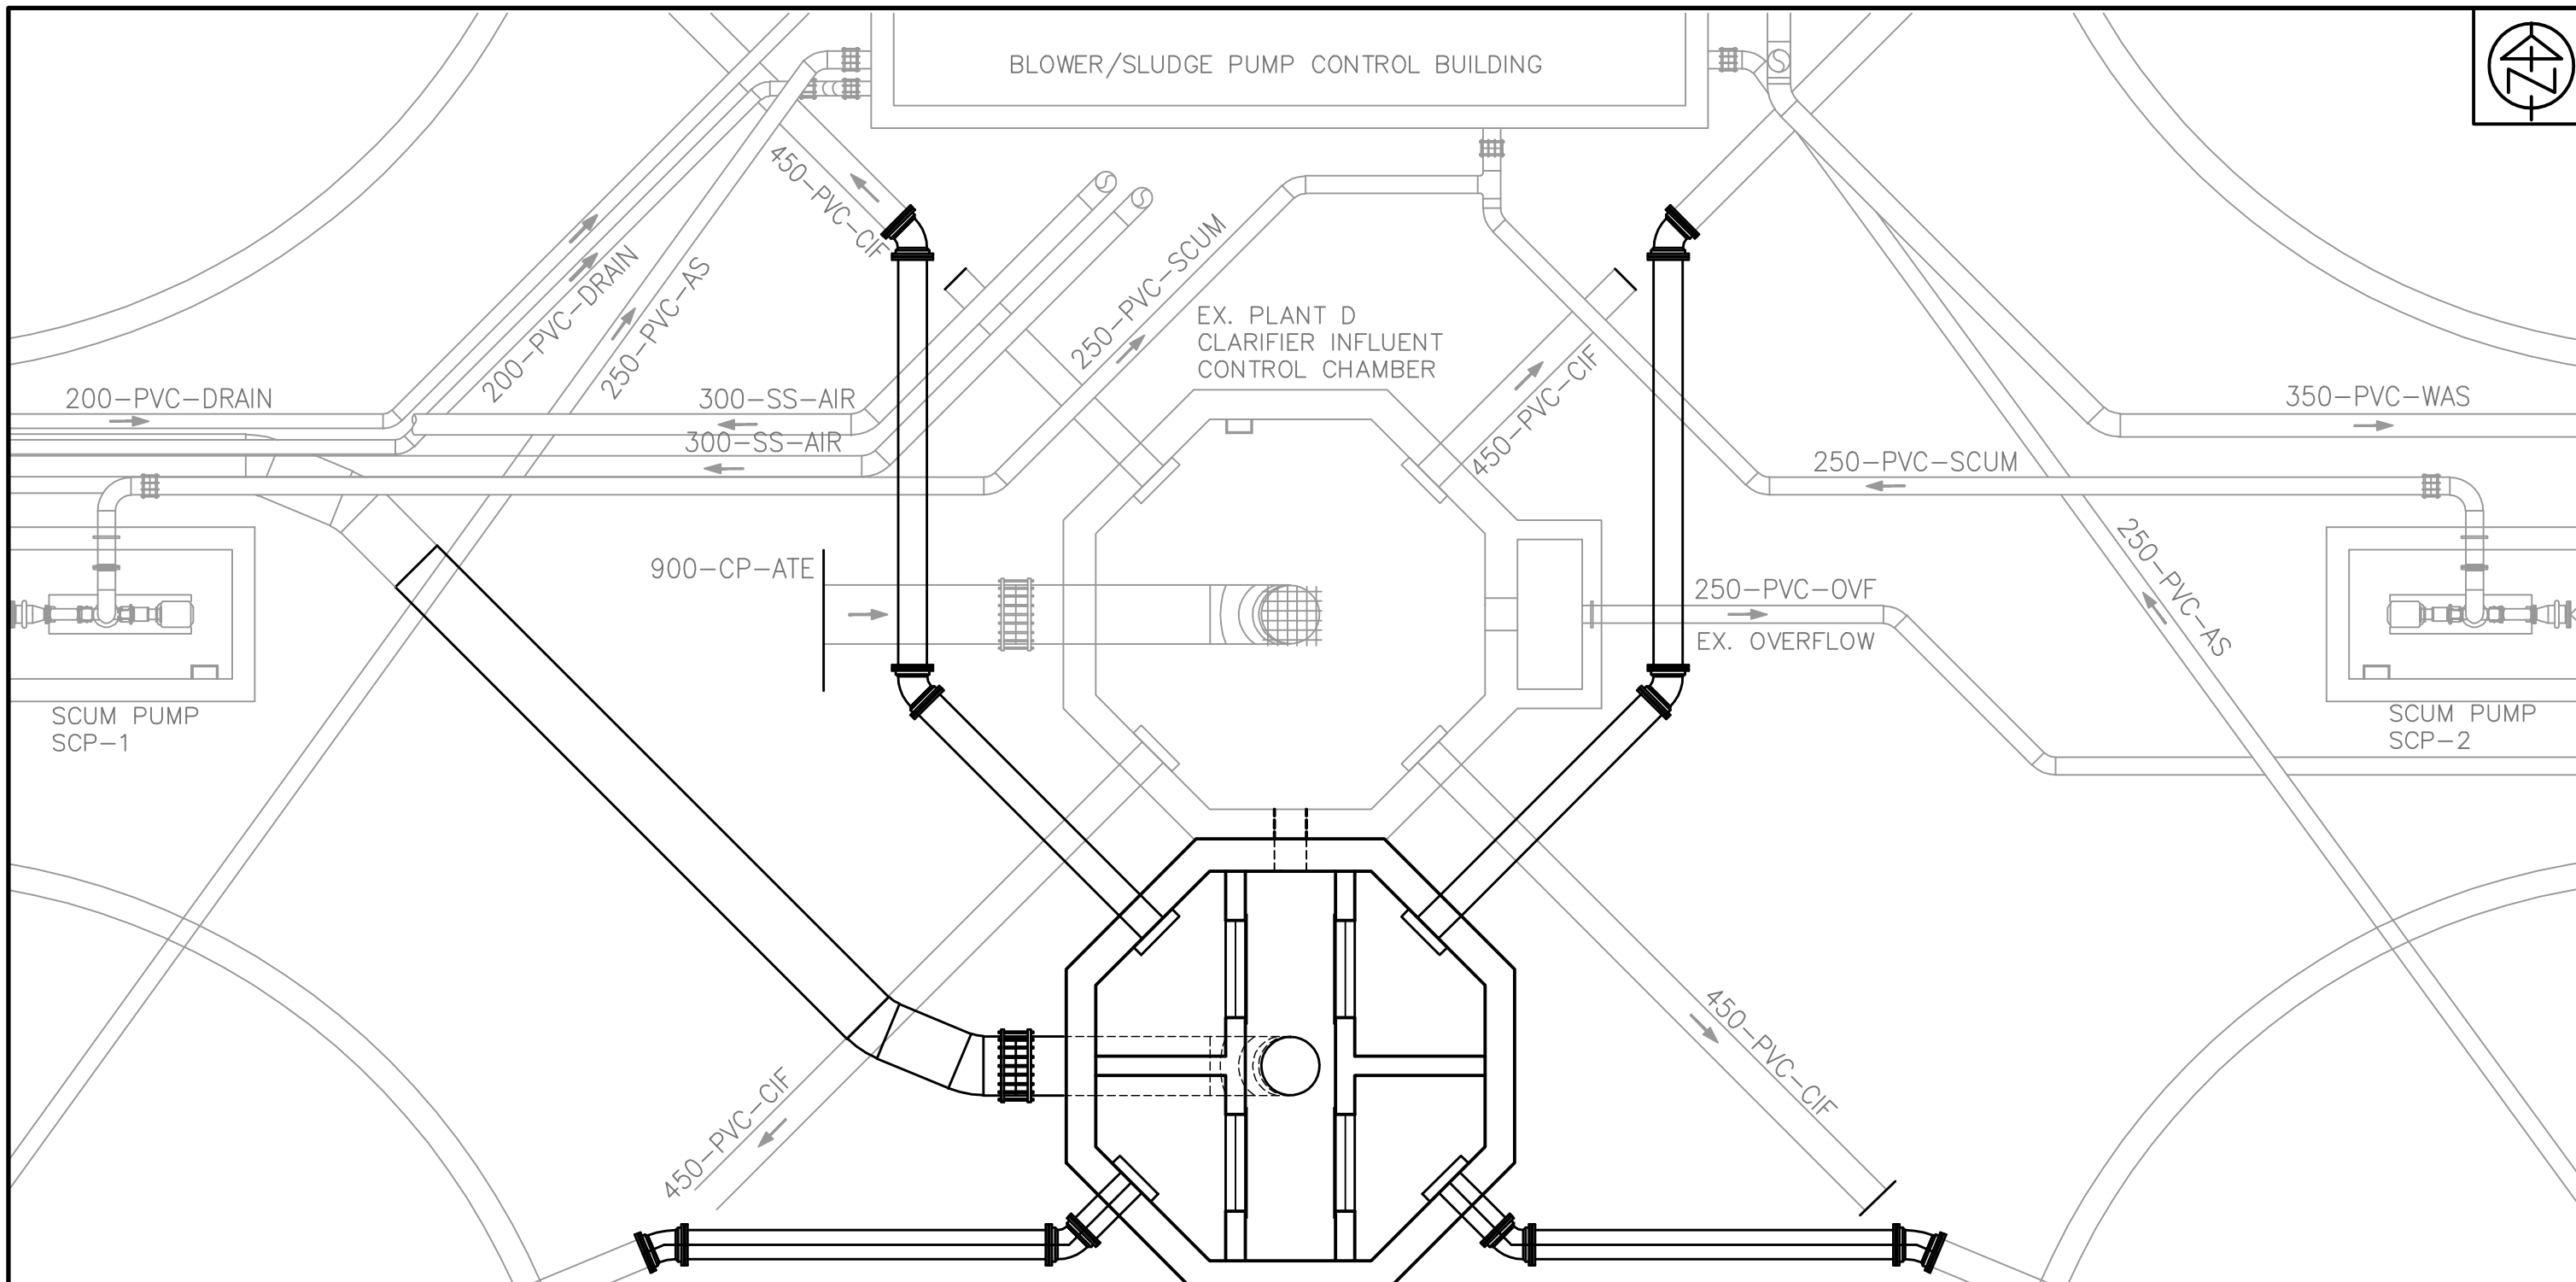 BLOWER/SLUDGE PUMP CONTROL BUILDING
N
S
450-PVC-CIF
S
S
200-PVC-DRAIN
250-PVC-AS
250-PVC-SCUM
EX. PLANT D
CLARIFIER INFLUENT
CONTROL CHAMBER
450-PVC-CIF
200-PVC-DRAIN
300-SS-AIR
300-SS-AIR
350-PVC-WAS
250-PVC-SCUM
250-PVC-AS
900-CP-ATE
250-PVC-OVF
EX. OVERFLOW
SCUM PUMP
SCP-1
SCUM PUMP
SCP-2
450-PVC-CIF
450-PVC-CIF